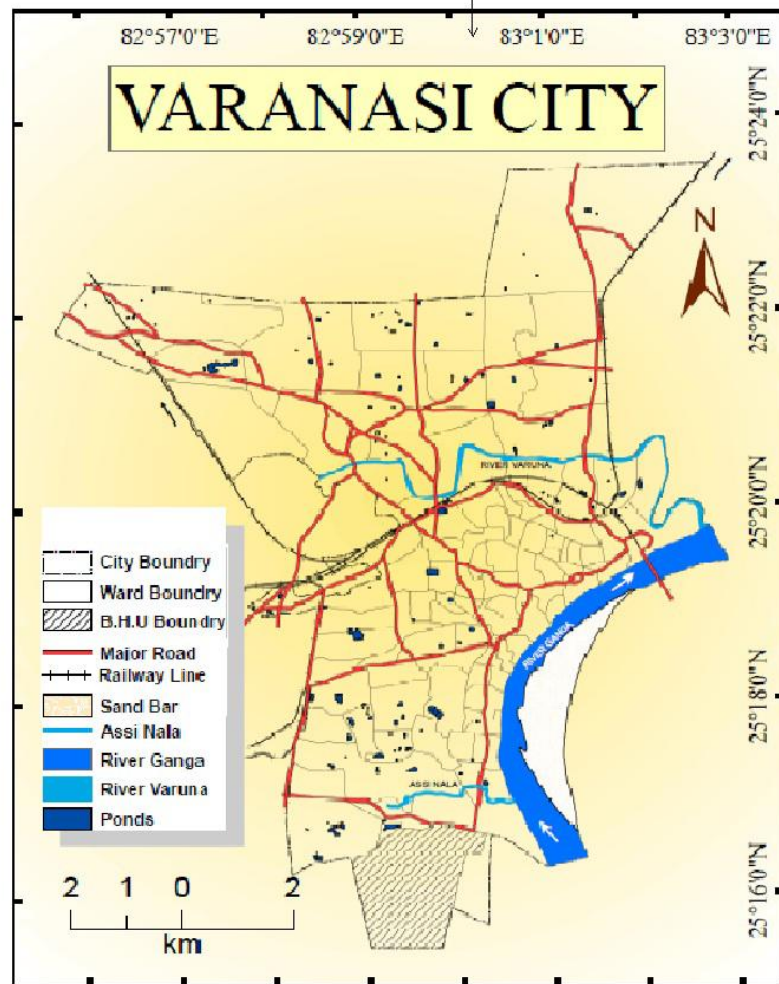 82°57'0"E 82°59'0"E 83°1'0"E 83°3'0"E
VARANASI CITY
25°24'0"N
N
25°22'0"N
RIVER VARUNA
25°20'0"N
City Boundry
Ward Boundry
B.H.U Boundry
Major Road
Railway Line
Sand Bar
Assi Nala
River Ganga
River Varuna
Ponds
RIVER GANGA
25°18'0"N
ASSI NALA
25°16'0"N
2 1 0 2
km